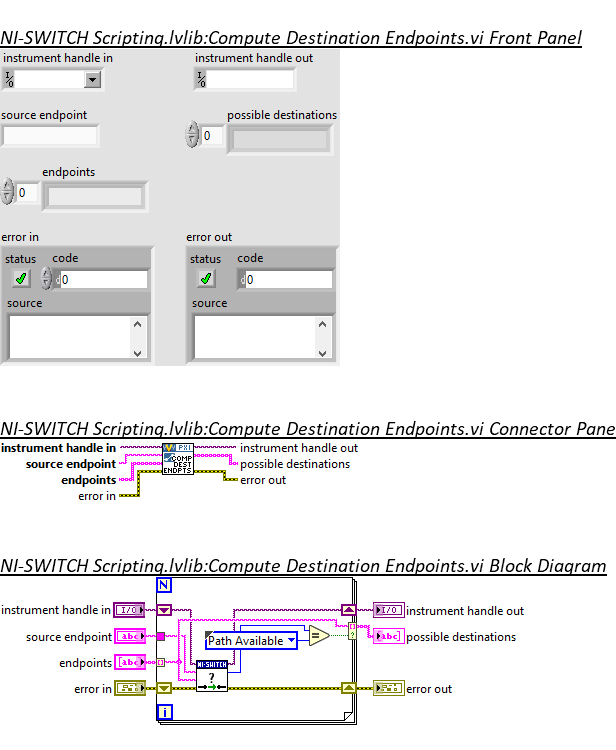 NI-SWITCH Scripting.lvlib:Compute Destination Endpoints.vi Front Panel
instrument handle in
instrument handle out
I/O
I/O
source endpoint
possible destinations
0
endpoints
0
error in
error out
status code
status code
0
0
source
source
NI-SWITCH Scripting.lvlib:Compute Destination Endpoints.vi Connector Pane
instrument handle in
PXI
instrument handle out
source endpoint
COMP
possible destinations
DEST
endpoints
ENDPTS
error out
error in
NI-SWITCH Scripting.lvlib:Compute Destination Endpoints.vi Block Diagram
N
instrument handle in
I/O
I/O
instrument handle out
source endpoint
abc
Path Available
=
?
abc
possible destinations
endpoints
abc
NI-SWITCH
?
error in
error out
i